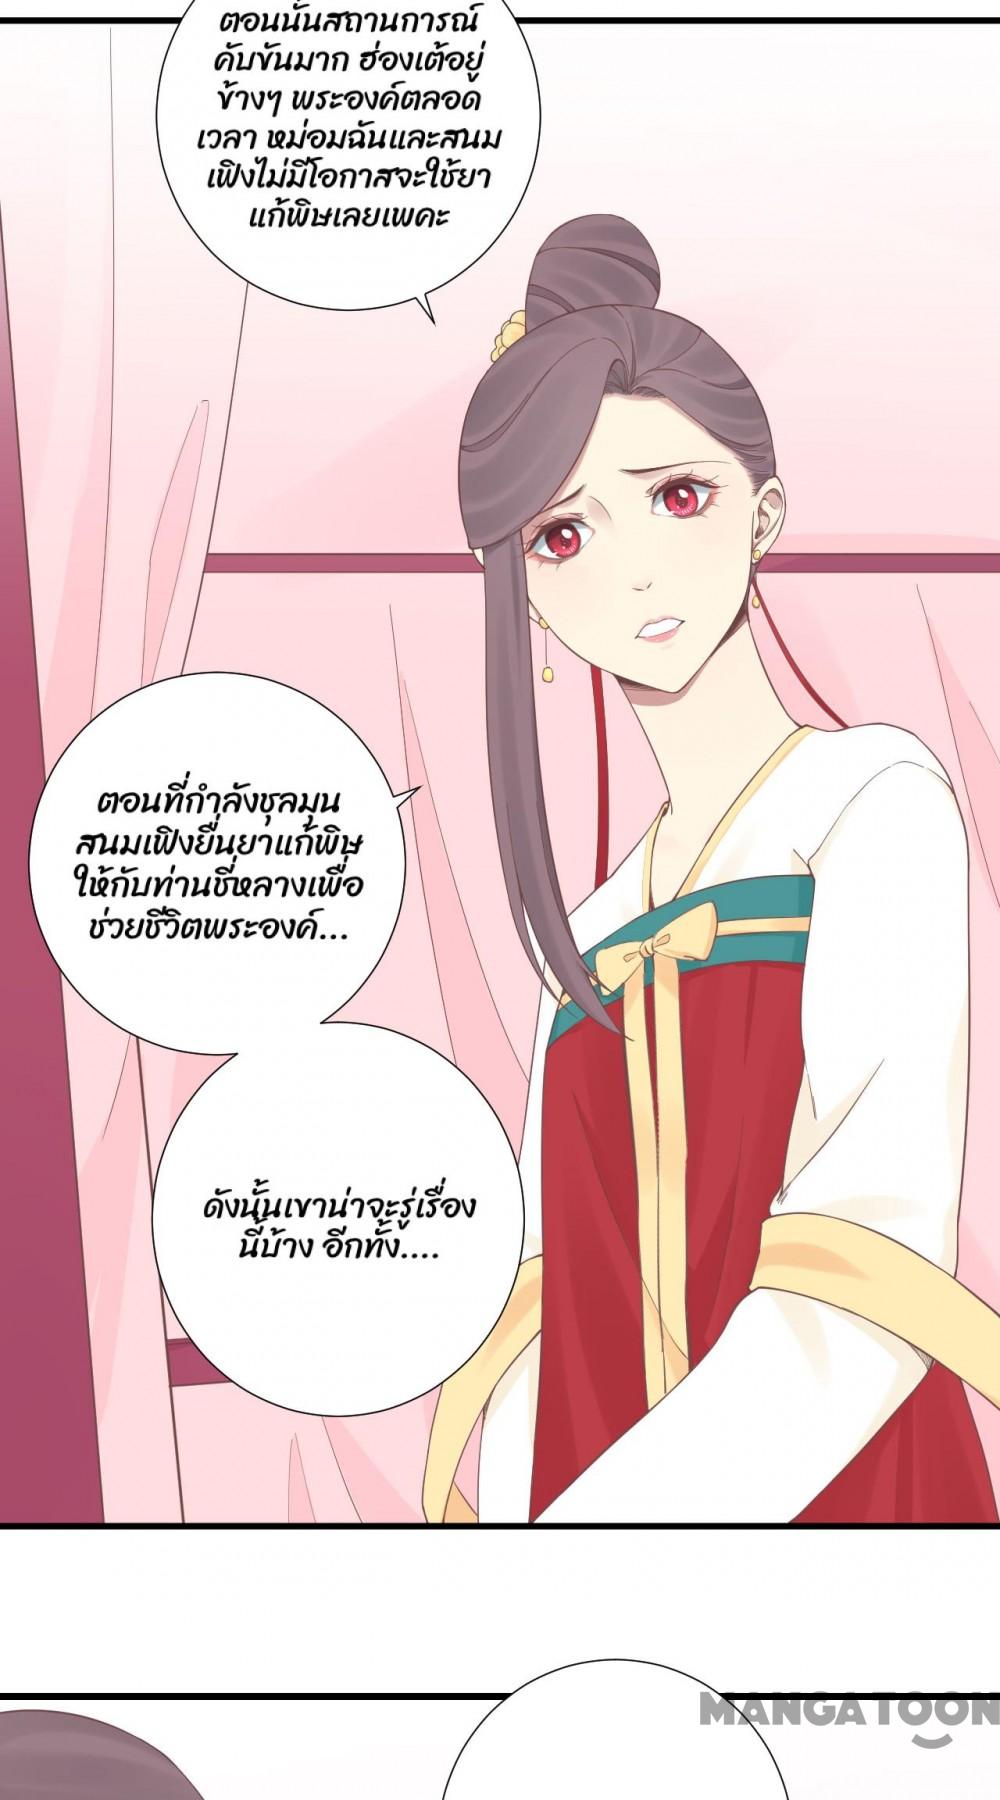 ตอนนั้นสถานการณ์
คับขันมาก ฮ่องเต้อยู่
ข้างๆ พระองค์ตลอด
เวลา หม่อมฉันและสนม
เฟิงไม่มีโอกาสจะใช้ยา
แก้พิษเลยเพคะ
ตอนที่กำลังชุลมุน
สนมเฟิงยื่นยาแก้พิษ
ให้กับท่านชี่หลางเพื่อ
ช่วยชีวิตพระองค์...
ดังนั้นเขาน่าจะรู้เรื่อง
นี้บ้าง อีกทั้ง....
MANGATOON